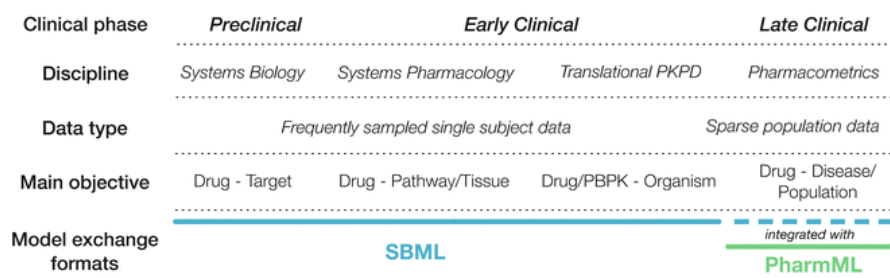 Clinical phase Preclinical Early Clinical Late Clinical
Discipline Systems Biology Systems Pharmacology Translational PKPD Pharmacometrics
Data type Frequently sampled single subject data Sparse population data
Main objective Drug - Target Drug - Pathway/Tissue Drug/PBPK - Organism Drug - Disease/
Population
Model exchange
formats
SBML
integrated with
PharmML